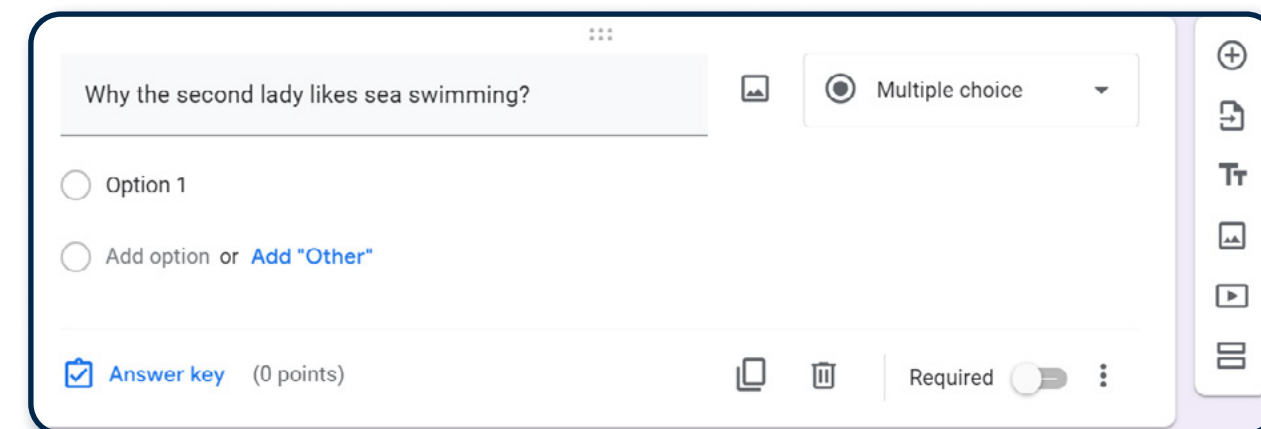 Why the second lady likes sea swimming?
Multiple choice
Option 1
Add option or Add "Other"
Answer key (0 points)
Required